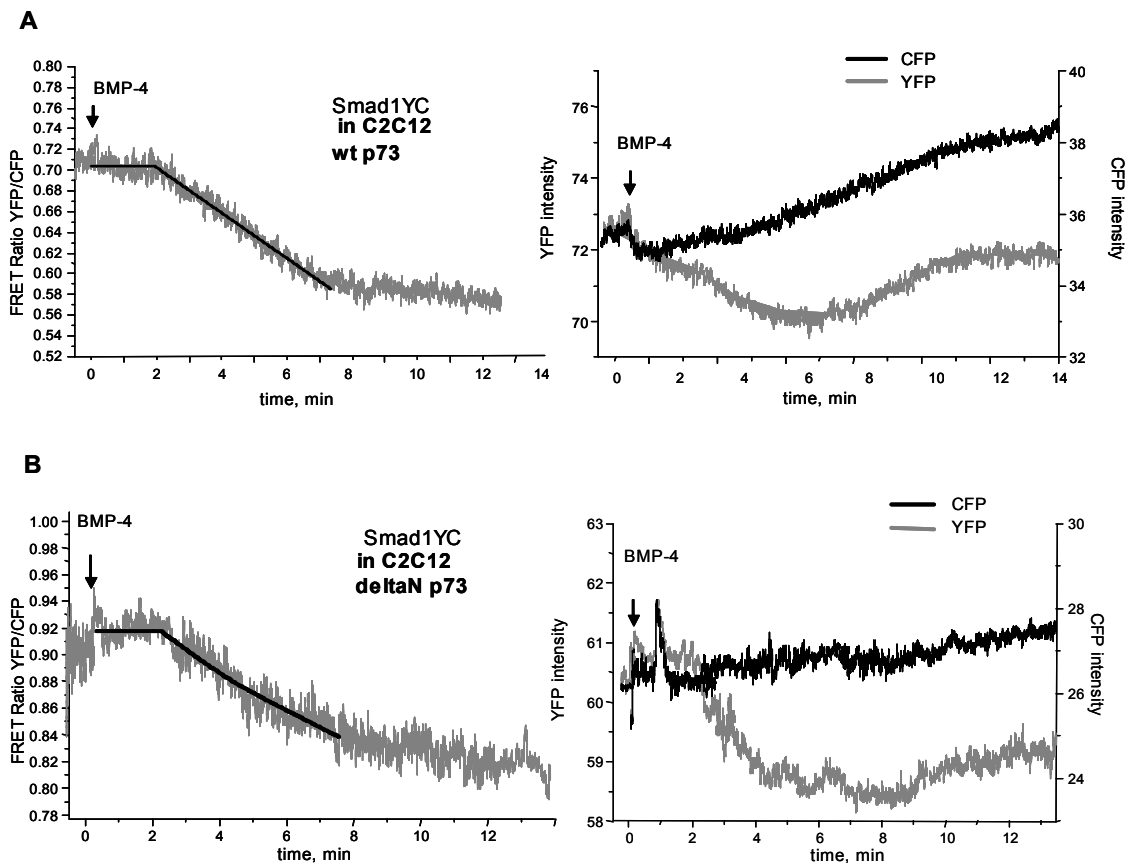 A
0.80
0.78
0.76
0.74
0.72
0.70
0.68
0.66
0.64
0.62
0.60
0.58
0.56
0.54
0.52
FRET Ratio YFP/CFP
BMP-4
Smad1YC
in C2C12
wt p73
0 2 4 6 8 10 12 14
time, min
CFP
YFP
76
74
72
70
YFP intensity
BMP-4
40
38
36
34
32
CFP intensity
0 2 4 6 8 10 12 14
time, min
B
1.00
0.98
0.96
0.94
0.92
0.90
0.88
0.86
0.84
0.82
0.80
0.78
FRET Ratio YFP/CFP
BMP-4
Smad1YC
in C2C12
deltaN p73
0 2 4 6 8 10 12
time, min
CFP
YFP
63
62
61
60
59
58
YFP intensity
BMP-4
30
28
26
24
CFP intensity
0 2 4 6 8 10 12
time, min